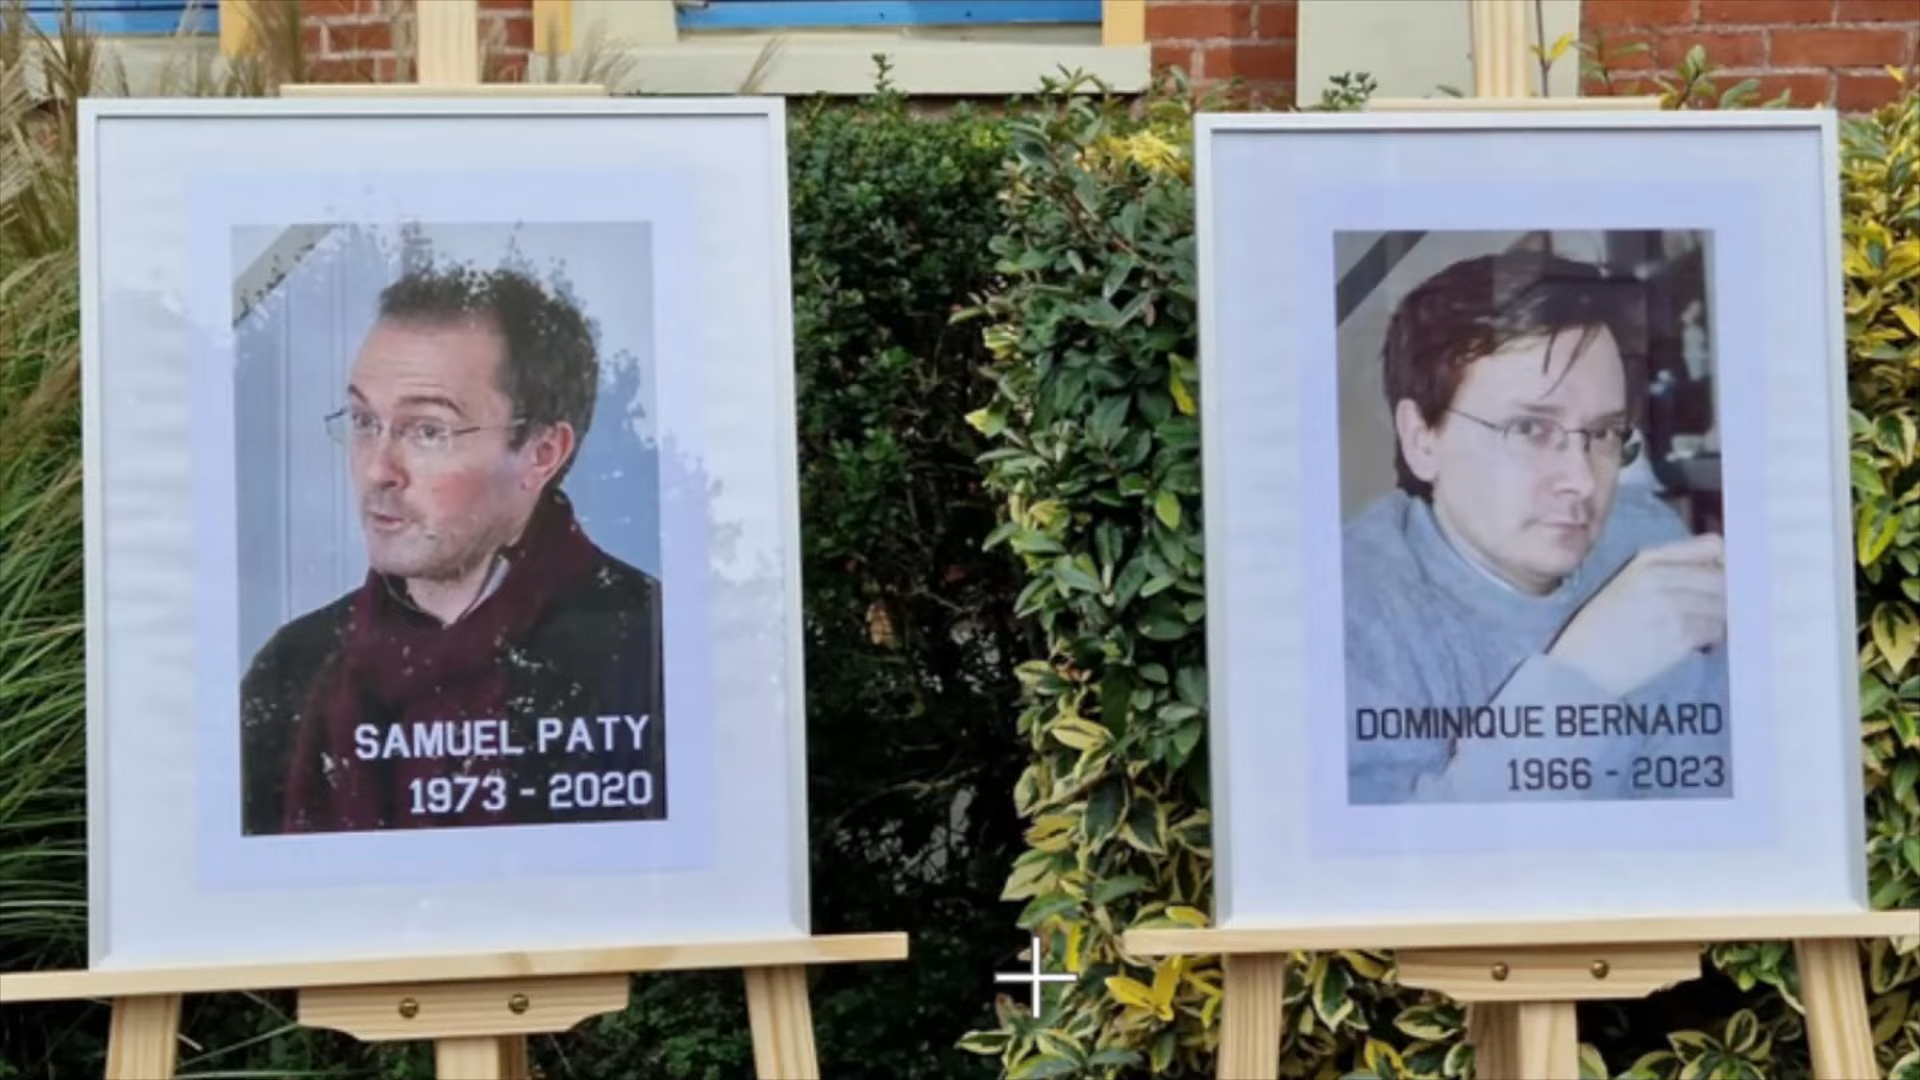 SAMUEL PATY
1973 - 2020
DOMINIQUE BERNARD
1966 - 2023